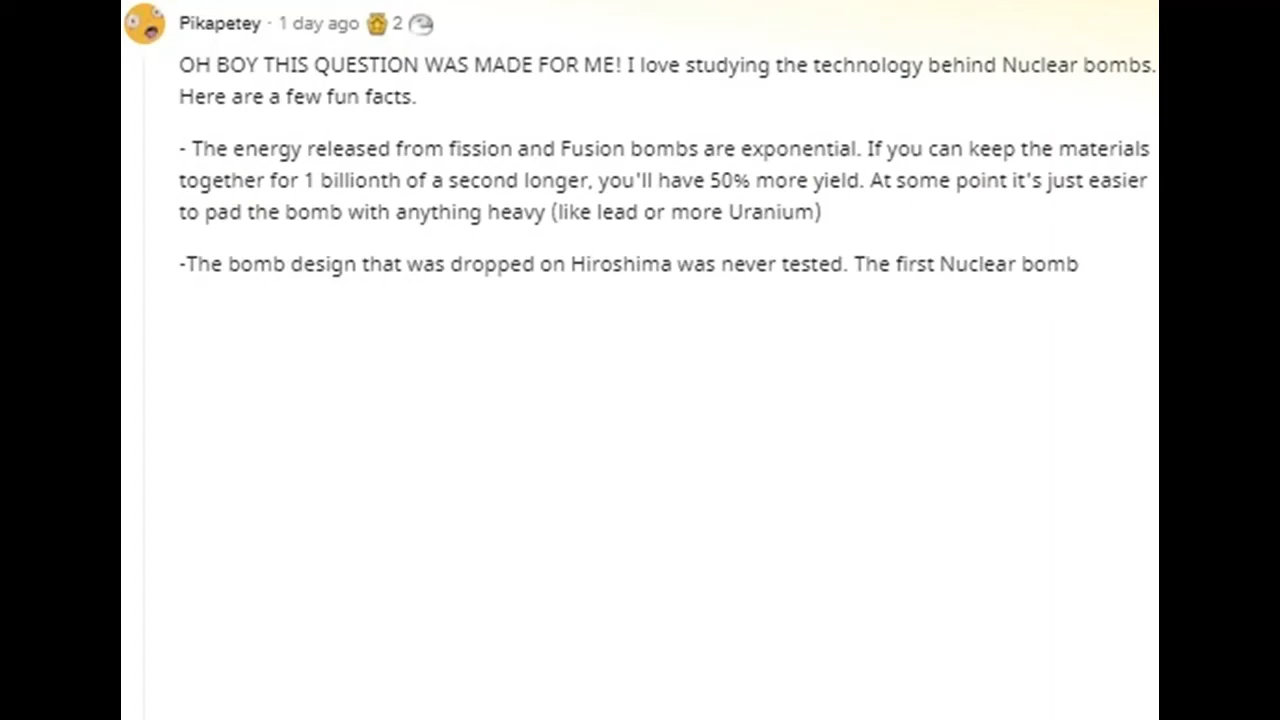 Pikapetey · 1 day ago 2
OH BOY THIS QUESTION WAS MADE FOR ME! I love studying the technology behind Nuclear bombs.
Here are a few fun facts.
- The energy released from fission and Fusion bombs are exponential. If you can keep the materials
together for 1 billionth of a second longer, you'll have 50% more yield. At some point it's just easier
to pad the bomb with anything heavy (like lead or more Uranium)
-The bomb design that was dropped on Hiroshima was never tested. The first Nuclear bomb